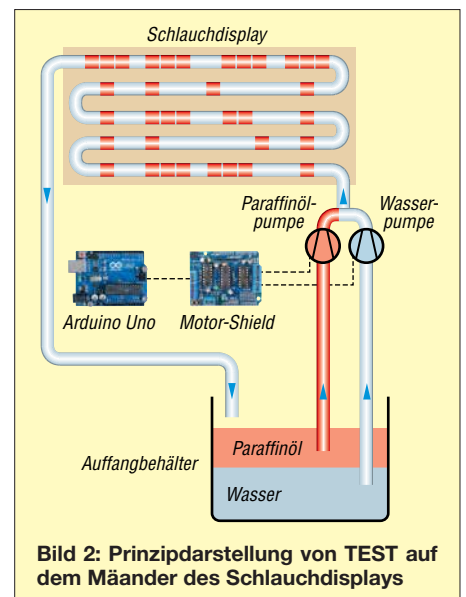 Schlauchdisplay
Paraffinöl-
pumpe
Wasser-
pumpe
Arduino Uno
Motor-Shield
Auffangbehälter
Paraffinöl
Wasser
Bild 2: Prinzipdarstellung von TEST auf
dem Mäander des Schlauchdisplays